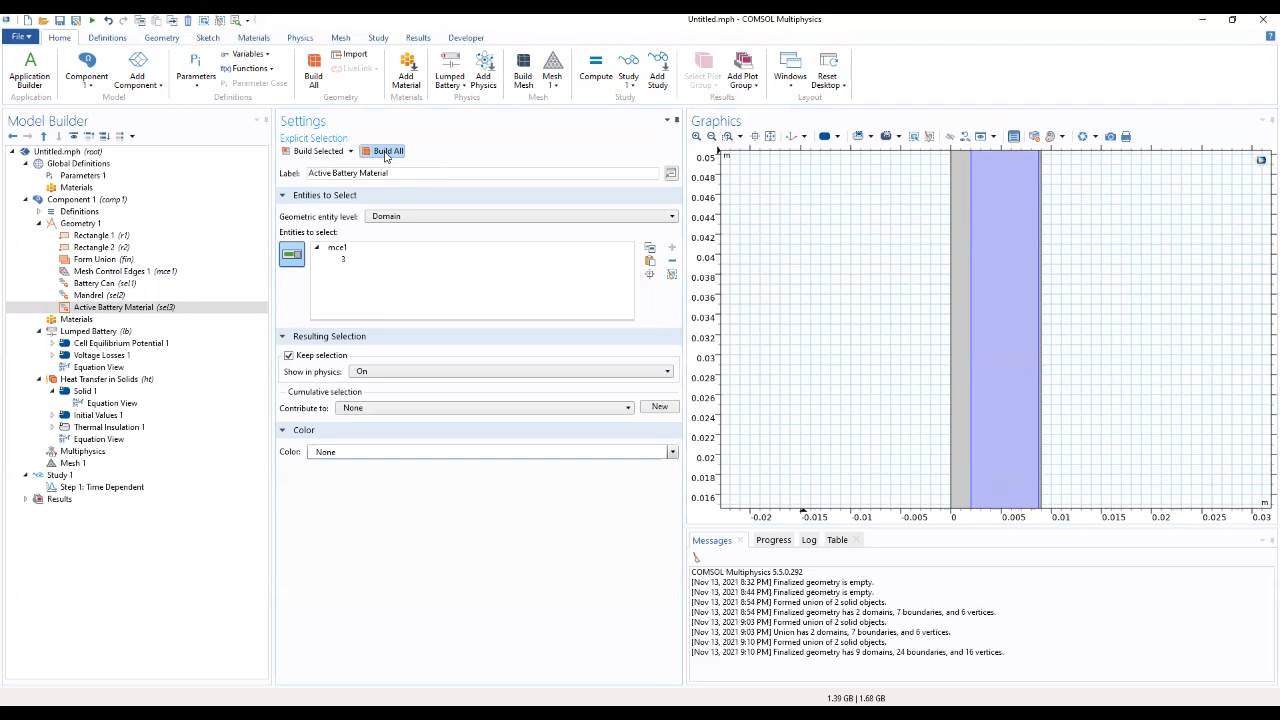 Untitled.mph - COMSOL Multiphysics
File Home Definitions Geometry Sketch Materials Physics Mesh Study Results Developer
Application Builder
Application
Component 1
Add Component
Model
Parameters
Variables
Functions
Parameter Case
Definitions
Build All
Import
LiveLink
Geometry
Add Material
Materials
Lumped Battery
Add Physics
Physics
Build Mesh
Mesh 1
Mesh
Compute
Study 1
Add Study
Study
Select Plot Group
Add Plot Group
Results
Windows
Reset Desktop
Layout
Model Builder
Untitled.mph (root)
Global Definitions
Parameters 1
Materials
Component 1 (comp1)
Definitions
Geometry 1
Rectangle 1 (r1)
Rectangle 2 (r2)
Form Union (fin)
Mesh Control Edges 1 (mce1)
Battery Can (sel1)
Mandrel (sel2)
Active Battery Material (sel3)
Materials
Lumped Battery (lb)
Cell Equilibrium Potential 1
Voltage Losses 1
Equation View
Heat Transfer in Solids (ht)
Solid 1
Equation View
Initial Values 1
Thermal Insulation 1
Equation View
Multiphysics
Mesh 1
Study 1
Step 1: Time Dependent
Results
Settings
Explicit Selection
Build Selected Build All
Label: Active Battery Material
Entities to Select
Geometric entity level: Domain
Entities to select:
mce1
3
Resulting Selection
Keep selection
Show in physics: On
Cumulative selection
Contribute to: None New
Color
Color: None
Graphics
0.05 m
0.048
0.046
0.044
0.042
0.04
0.038
0.036
0.034
0.032
0.03
0.028
0.026
0.024
0.022
0.02
0.018
0.016
m
-0.02 -0.015 -0.01 -0.005 0 0.005 0.01 0.015 0.02 0.025 0.03
Messages Progress Log Table
COMSOL Multiphysics 5.5.0.292
[Nov 13, 2021 8:32 PM] Finalized geometry is empty.
[Nov 13, 2021 8:44 PM] Finalized geometry is empty.
[Nov 13, 2021 8:54 PM] Formed union of 2 solid objects.
[Nov 13, 2021 8:54 PM] Finalized geometry has 2 domains, 7 boundaries, and 6 vertices.
[Nov 13, 2021 9:03 PM] Formed union of 2 solid objects.
[Nov 13, 2021 9:03 PM] Union has 2 domains, 7 boundaries, and 6 vertices.
[Nov 13, 2021 9:10 PM] Formed union of 2 solid objects.
[Nov 13, 2021 9:10 PM] Finalized geometry has 9 domains, 24 boundaries, and 16 vertices.
1.39 GB | 1.68 GB